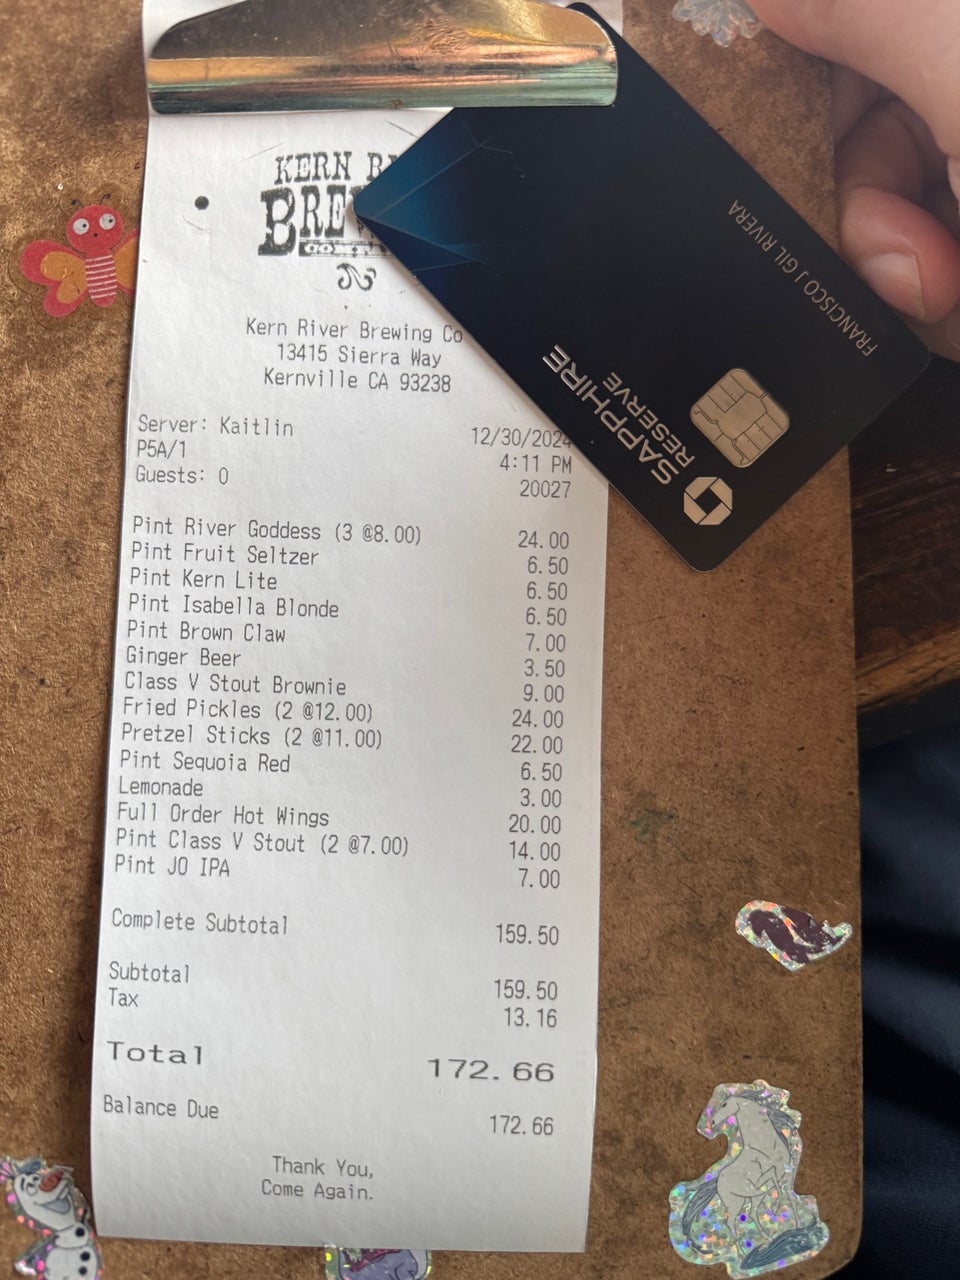 KERN
BRE
COM
Kern River Brewing Co
13415 Sierra Way
Kernville CA 93238
Server: Kaitlin 12/30/2024
P5A/1 4:11 PM
Guests: 0 20027
Pint River Goddess (3 @8.00) 24.00
Pint Fruit Seltzer 6.50
Pint Kern Lite 6.50
Pint Isabella Blonde 6.50
Pint Brown Claw 7.00
Ginger Beer 3.50
Class V Stout Brownie 9.00
Fried Pickles (2 @12.00) 24.00
Pretzel Sticks (2 @11.00) 22.00
Pint Sequoia Red 6.50
Lemonade 3.00
Full Order Hot Wings 20.00
Pint Class V Stout (2 @7.00) 14.00
Pint JO IPA 7.00
Complete Subtotal 159.50
Subtotal 159.50
Tax 13.16
Total 172.66
Balance Due 172.66
Thank You,
Come Again.
SAPPHIRE
RESERVE
FRANCISCO J GIL RIVERA